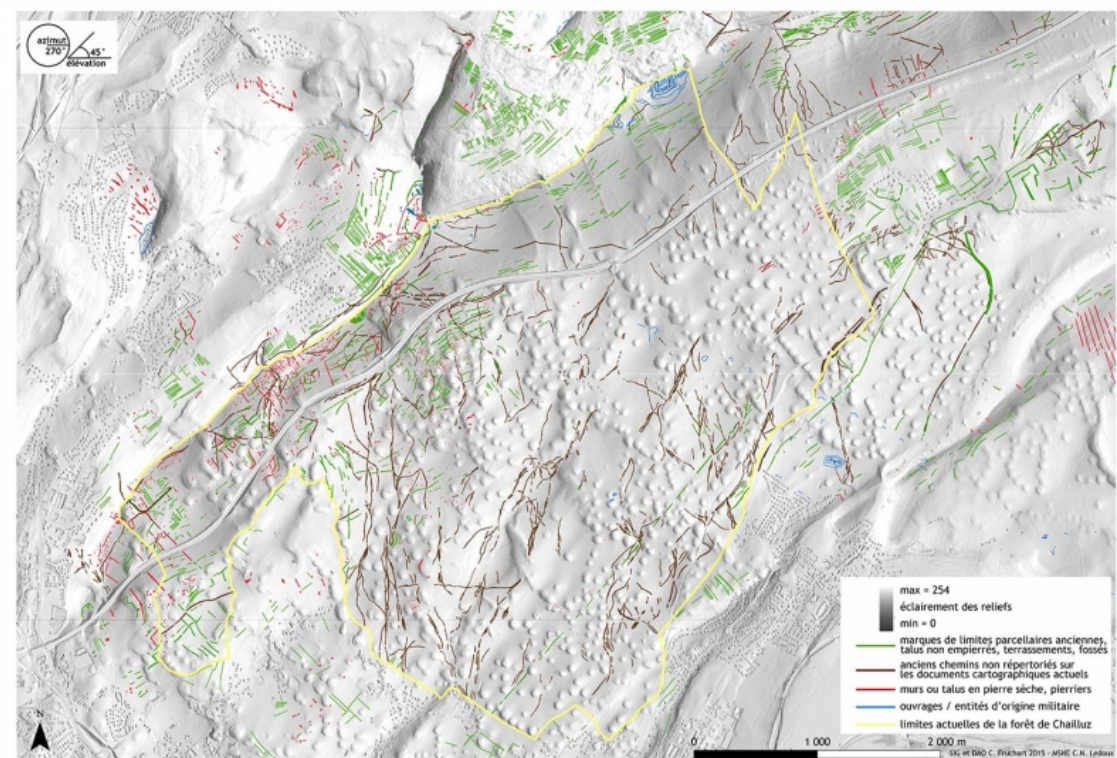 azimut
270°
45°
élévation
max = 254
éclairement des reliefs
min = 0
marques de limites parcellaires anciennes,
talus non empierrés, terrassements, fossés
anciens chemins non répertoriés sur
les documents cartographiques actuels
murs ou talus en pierre sèche, pierriers
ouvrages / entités d'origine militaire
limites actuelles de la forêt de Chailluz
N
0 1 000 2 000 m
SIG et DAO C. Fruchart 2015 - MSHE C.N. Ledoux